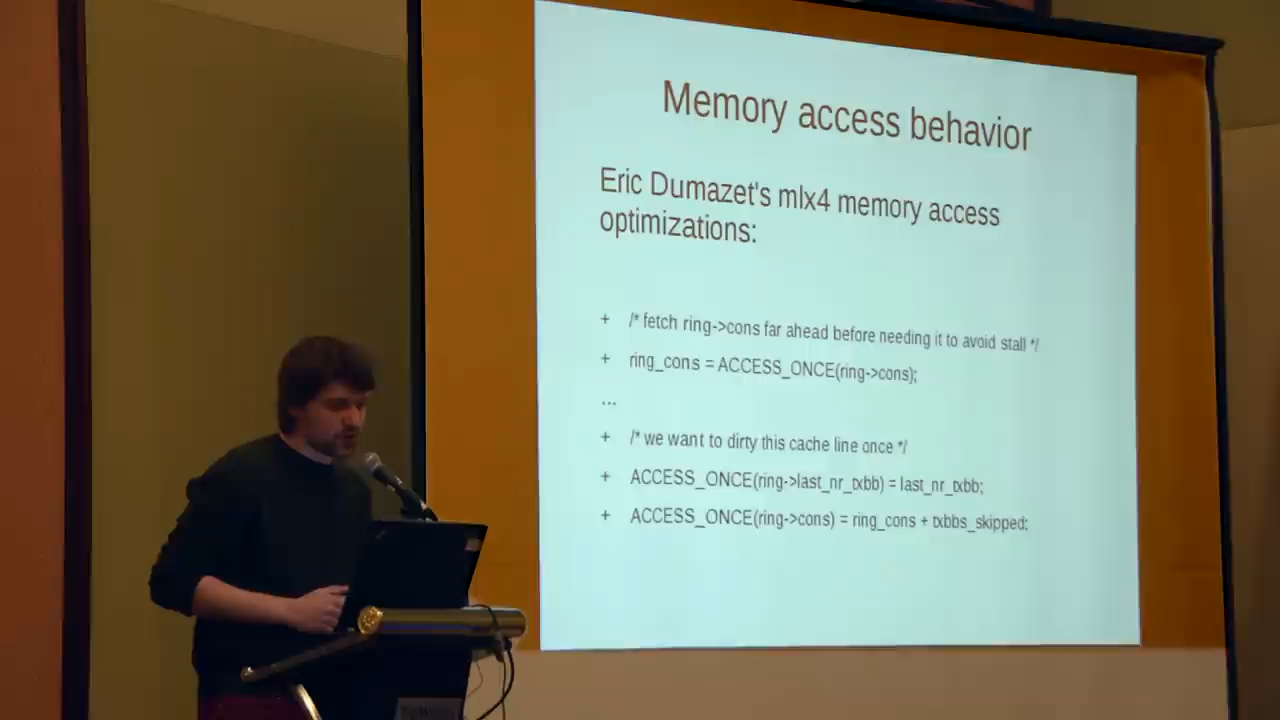 Memory access behavior
Eric Dumazet's mlx4 memory access
optimizations:
+ /* fetch ring->cons far ahead before needing it to avoid stall */
+ ring_cons = ACCESS_ONCE(ring->cons);
...
+ /* we want to dirty this cache line once */
+ ACCESS_ONCE(ring->last_nr_txbb) = last_nr_txbb;
+ ACCESS_ONCE(ring->cons) = ring_cons + txbbs_skipped;